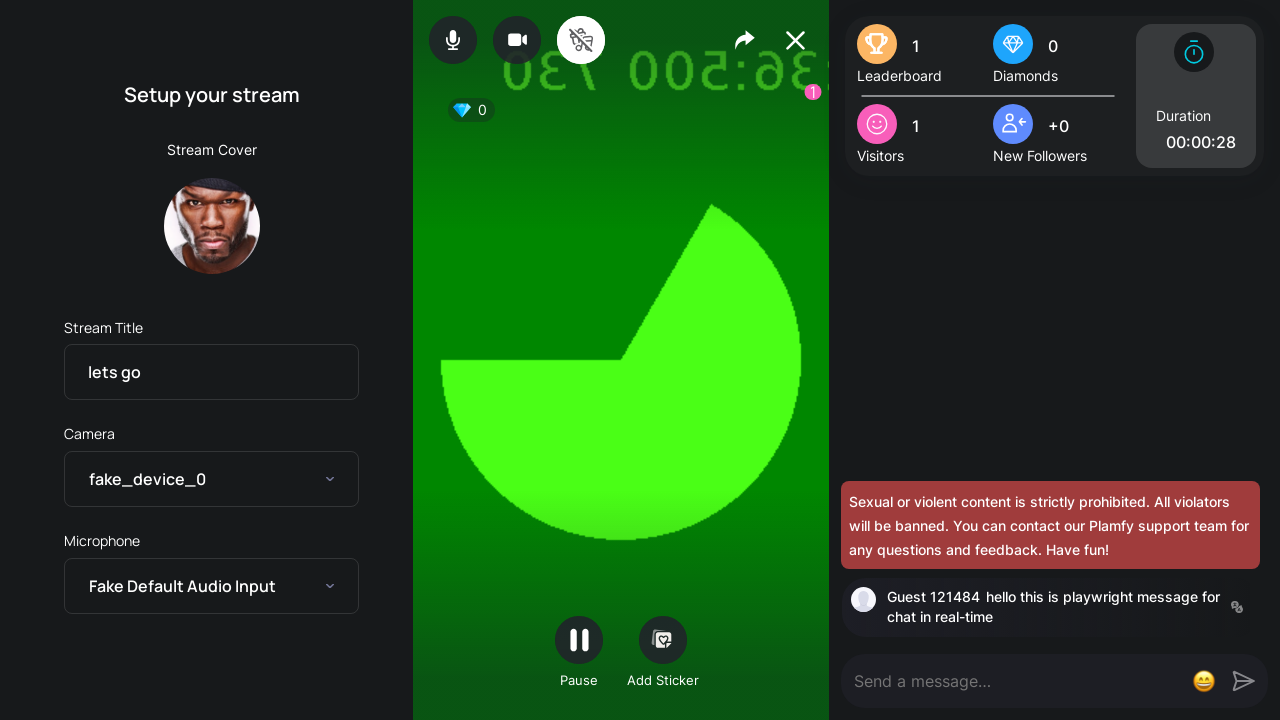 Setup your stream
Stream Cover
Stream Title
lets go
Camera
fake_device_0
Microphone
Fake Default Audio Input
1
0
Pause
Add Sticker
1
Leaderboard
0
Diamonds
1
Visitors
+0
New Followers
Duration
00:00:28
Sexual or violent content is strictly prohibited. All violators
will be banned. You can contact our Plamfy support team for
any questions and feedback. Have fun!
Guest 121484 hello this is playwright message for
chat in real-time
Send a message...